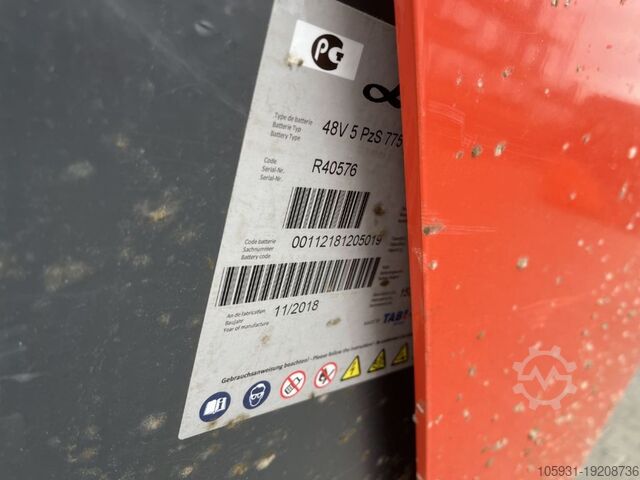 PG
Type de batterie
Batterie Typ
Battery Type
48V 5 PzS 775
Code
Serial-Nr.
Serial-Nr.
R40576
Code batterie
Sachnummer
Battery code
00112181205019
An de fabrication
Baujahr
Year of manufacture
11/2018
TAB
Gebrauchsanweisung beachten! - Please follow the instruction! -
105931-19208736